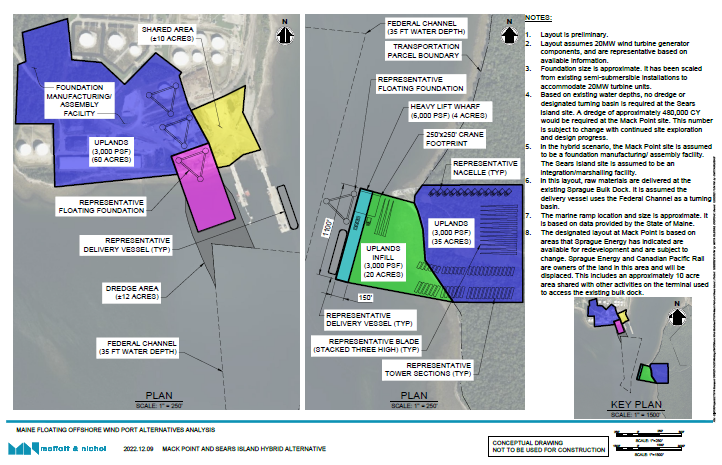 SHARED AREA
(±10 ACRES)
N
FOUNDATION
MANUFACTURING/
ASSEMBLY
FACILITY
UPLANDS
(3,000 PSF)
(60 ACRES)
REPRESENTATIVE
FLOATING FOUNDATION
REPRESENTATIVE
DELIVERY VESSEL (TYP)
DREDGE AREA
(±12 ACRES)
FEDERAL CHANNEL
(35 FT WATER DEPTH)
PLAN
SCALE: 1" = 250'
FEDERAL CHANNEL
(35 FT WATER DEPTH)
N
TRANSPORTATION
PARCEL BOUNDARY
REPRESENTATIVE
FLOATING FOUNDATION
HEAVY LIFT WHARF
(6,000 PSF) (4 ACRES)
250'x250' CRANE
FOOTPRINT
REPRESENTATIVE
NACELLE (TYP)
1100'
UPLANDS
(3,000 PSF)
(35 ACRES)
UPLANDS
INFILL
(3,000 PSF)
(20 ACRES)
150'
REPRESENTATIVE
DELIVERY VESSEL (TYP)
REPRESENTATIVE BLADE
(STACKED THREE HIGH) (TYP)
REPRESENTATIVE
TOWER SECTIONS (TYP)
PLAN
SCALE: 1" = 250'
NOTES:
1. Layout is preliminary.
2. Layout assumes 20MW wind turbine generator
components, and are representative based on
available information.
3. Foundation size is approximate. It has been scaled
from existing semi-submersible installations to
accommodate 20MW turbine units.
4. Based on existing water depths, no dredge or
designated turning basin is required at the Sears
Island site. A dredge of approximately 480,000 CY
would be required at the Mack Point site. This number
is subject to change with continued site exploration
and design progress.
5. In the hybrid scenario, the Mack Point site is assumed
to be a foundation manufacturing/ assembly facility.
The Sears Island site is assumed to be an
integration/marshalling facility.
6. In this layout, raw materials are delivered at the
existing Sprague Bulk Dock. It is assumed the
delivery vessel uses the Federal Channel as a turning
basin.
7. The marine ramp location and size is approximate. It
is based on data provided by the State of Maine.
8. The designated layout at Mack Point is based on
areas that Sprague Energy has indicated are
available for redevelopment and are subject to
change. Sprague Energy and Canadian Pacific Rail
are owners of the land in this area and will be
displaced. This includes an approximately 10 acre
area shared with other activities on the terminal used
to access the existing bulk dock.
N
KEY PLAN
SCALE: 1" = 1500'
MAINE FLOATING OFFSHORE WIND PORT ALTERNATIVES ANALYSIS
moffatt & nichol
2022.12.09 MACK POINT AND SEARS ISLAND HYBRID ALTERNATIVE
CONCEPTUAL DRAWING
NOT TO BE USED FOR CONSTRUCTION
SCALE: 1"=250'
SCALE: 1"=1500'